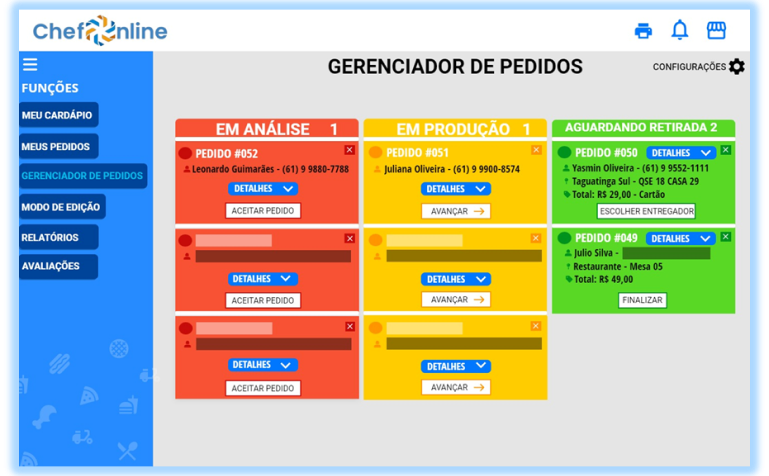 ChefOnline
GERENCIADOR DE PEDIDOS
CONFIGURAÇÕES
FUNÇÕES
MEU CARDÁPIO
MEUS PEDIDOS
GERENCIADOR DE PEDIDOS
MODO DE EDIÇÃO
RELATÓRIOS
AVALIAÇÕES
EM ANÁLISE 1
PEDIDO #052
Leonardo Guimarães - (61) 9 9880-7788
DETALHES
ACEITAR PEDIDO
DETALHES
ACEITAR PEDIDO
DETALHES
ACEITAR PEDIDO
EM PRODUÇÃO 1
PEDIDO #051
Juliana Oliveira - (61) 9 9900-8574
DETALHES
AVANÇAR
DETALHES
AVANÇAR
DETALHES
AVANÇAR
AGUARDANDO RETIRADA 2
PEDIDO #050 DETALHES
Yasmin Oliveira - (61) 9 9552-1111
Taguatinga Sul - QSE 18 CASA 29
Total: R$ 29,00 - Cartão
ESCOLHER ENTREGADOR
PEDIDO #049 DETALHES
Julio Silva -
Restaurante - Mesa 05
Total: R$ 49,00
FINALIZAR